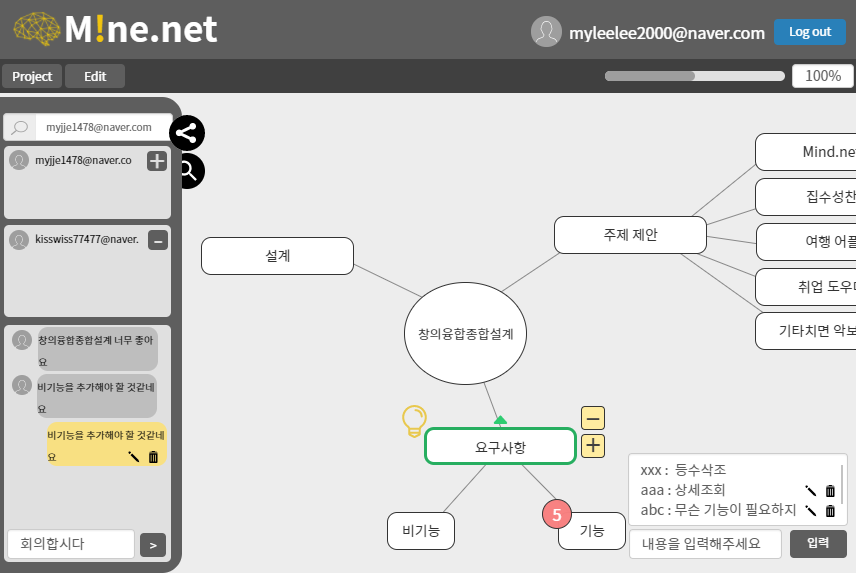 M!ne.net
myleelee2000@naver.com
Log out
Project
Edit
100%
myjje1478@naver.com
myjje1478@naver.co
kisswiss77477@naver.
창의융합종합설계 너무 좋아
요
비기능을 추가해야 할 것같네
요
비기능을 추가해야 할 것같네
요
회의합시다
>
설계
주제 제안
창의융합종합설계
요구사항
비기능
5
기능
Mind.ne
집수성찬
여행 어플
취업 도우
기타치면 악보
xxx : 등수삭조
aaa : 상세조회
abc : 무슨 기능이 필요하지
내용을 입력해주세요
입력